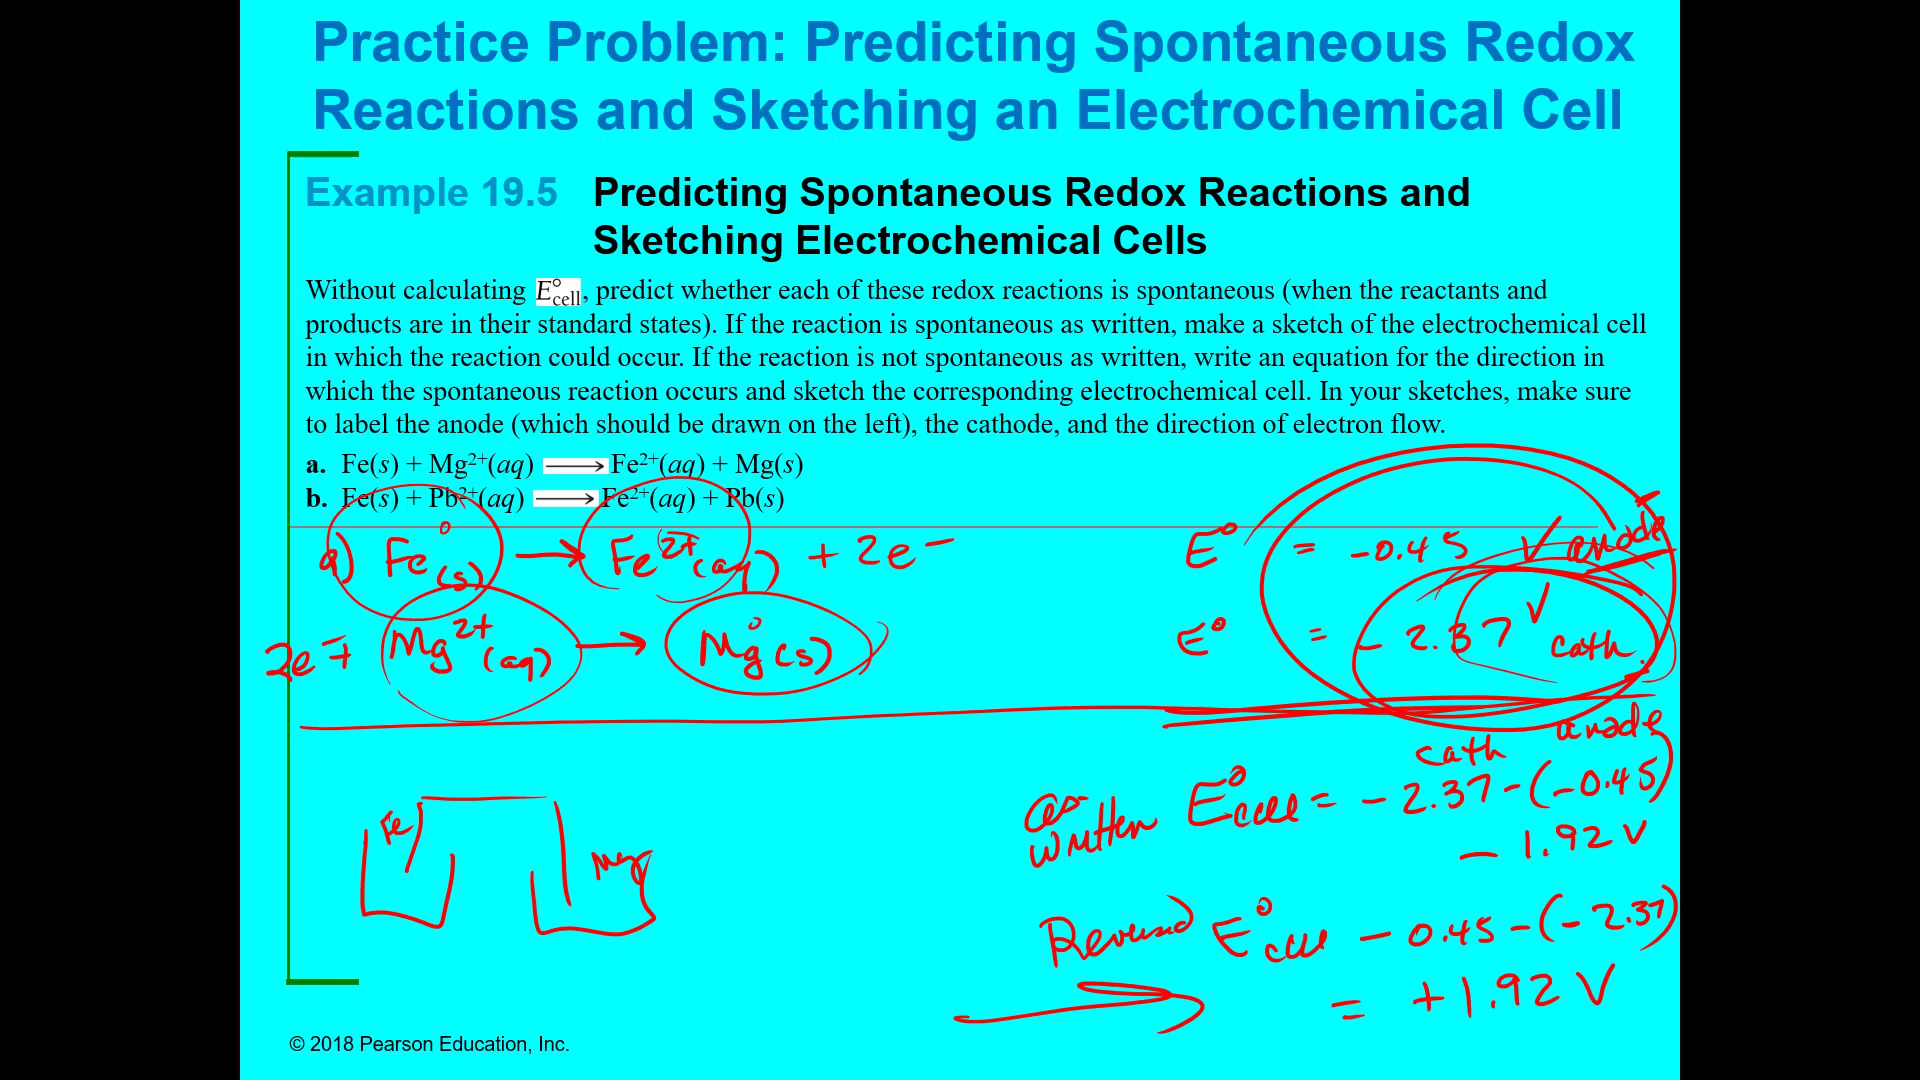 Practice Problem: Predicting Spontaneous Redox
Reactions and Sketching an Electrochemical Cell
Example 19.5 Predicting Spontaneous Redox Reactions and
Sketching Electrochemical Cells
Without calculating E°cell, predict whether each of these redox reactions is spontaneous (when the reactants and
products are in their standard states). If the reaction is spontaneous as written, make a sketch of the electrochemical cell
in which the reaction could occur. If the reaction is not spontaneous as written, write an equation for the direction in
which the spontaneous reaction occurs and sketch the corresponding electrochemical cell. In your sketches, make sure
to label the anode (which should be drawn on the left), the cathode, and the direction of electron flow.
a. Fe(s) + Mg²⁺(aq) ⟶ Fe²⁺(aq) + Mg(s)
b. Fe(s) + Pb²⁺(aq) ⟶ Fe²⁺(aq) + Pb(s)
a) Fe°(s) → Fe²⁺(aq) + 2e⁻ E° = -0.45 V anode
2e⁻ + Mg²⁺(aq) → Mg°(s) E° = -2.37 V cath
cath anode
as written E°cell = -2.37 - (-0.45)
- 1.92 V
Fe Mg
Reversed E°cell - 0.45 - (-2.37)
= +1.92 V
© 2018 Pearson Education, Inc.